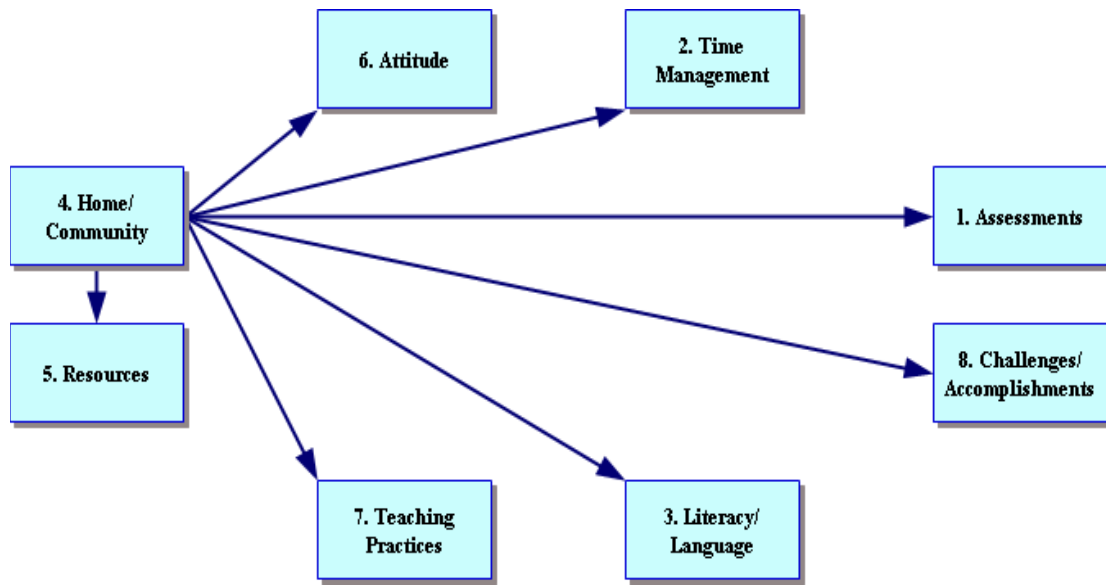 6. Attitude
2. Time
Management
4. Home/
Community
1. Assessments
5. Resources
8. Challenges/
Accomplishments
7. Teaching
Practices
3. Literacy/
Language